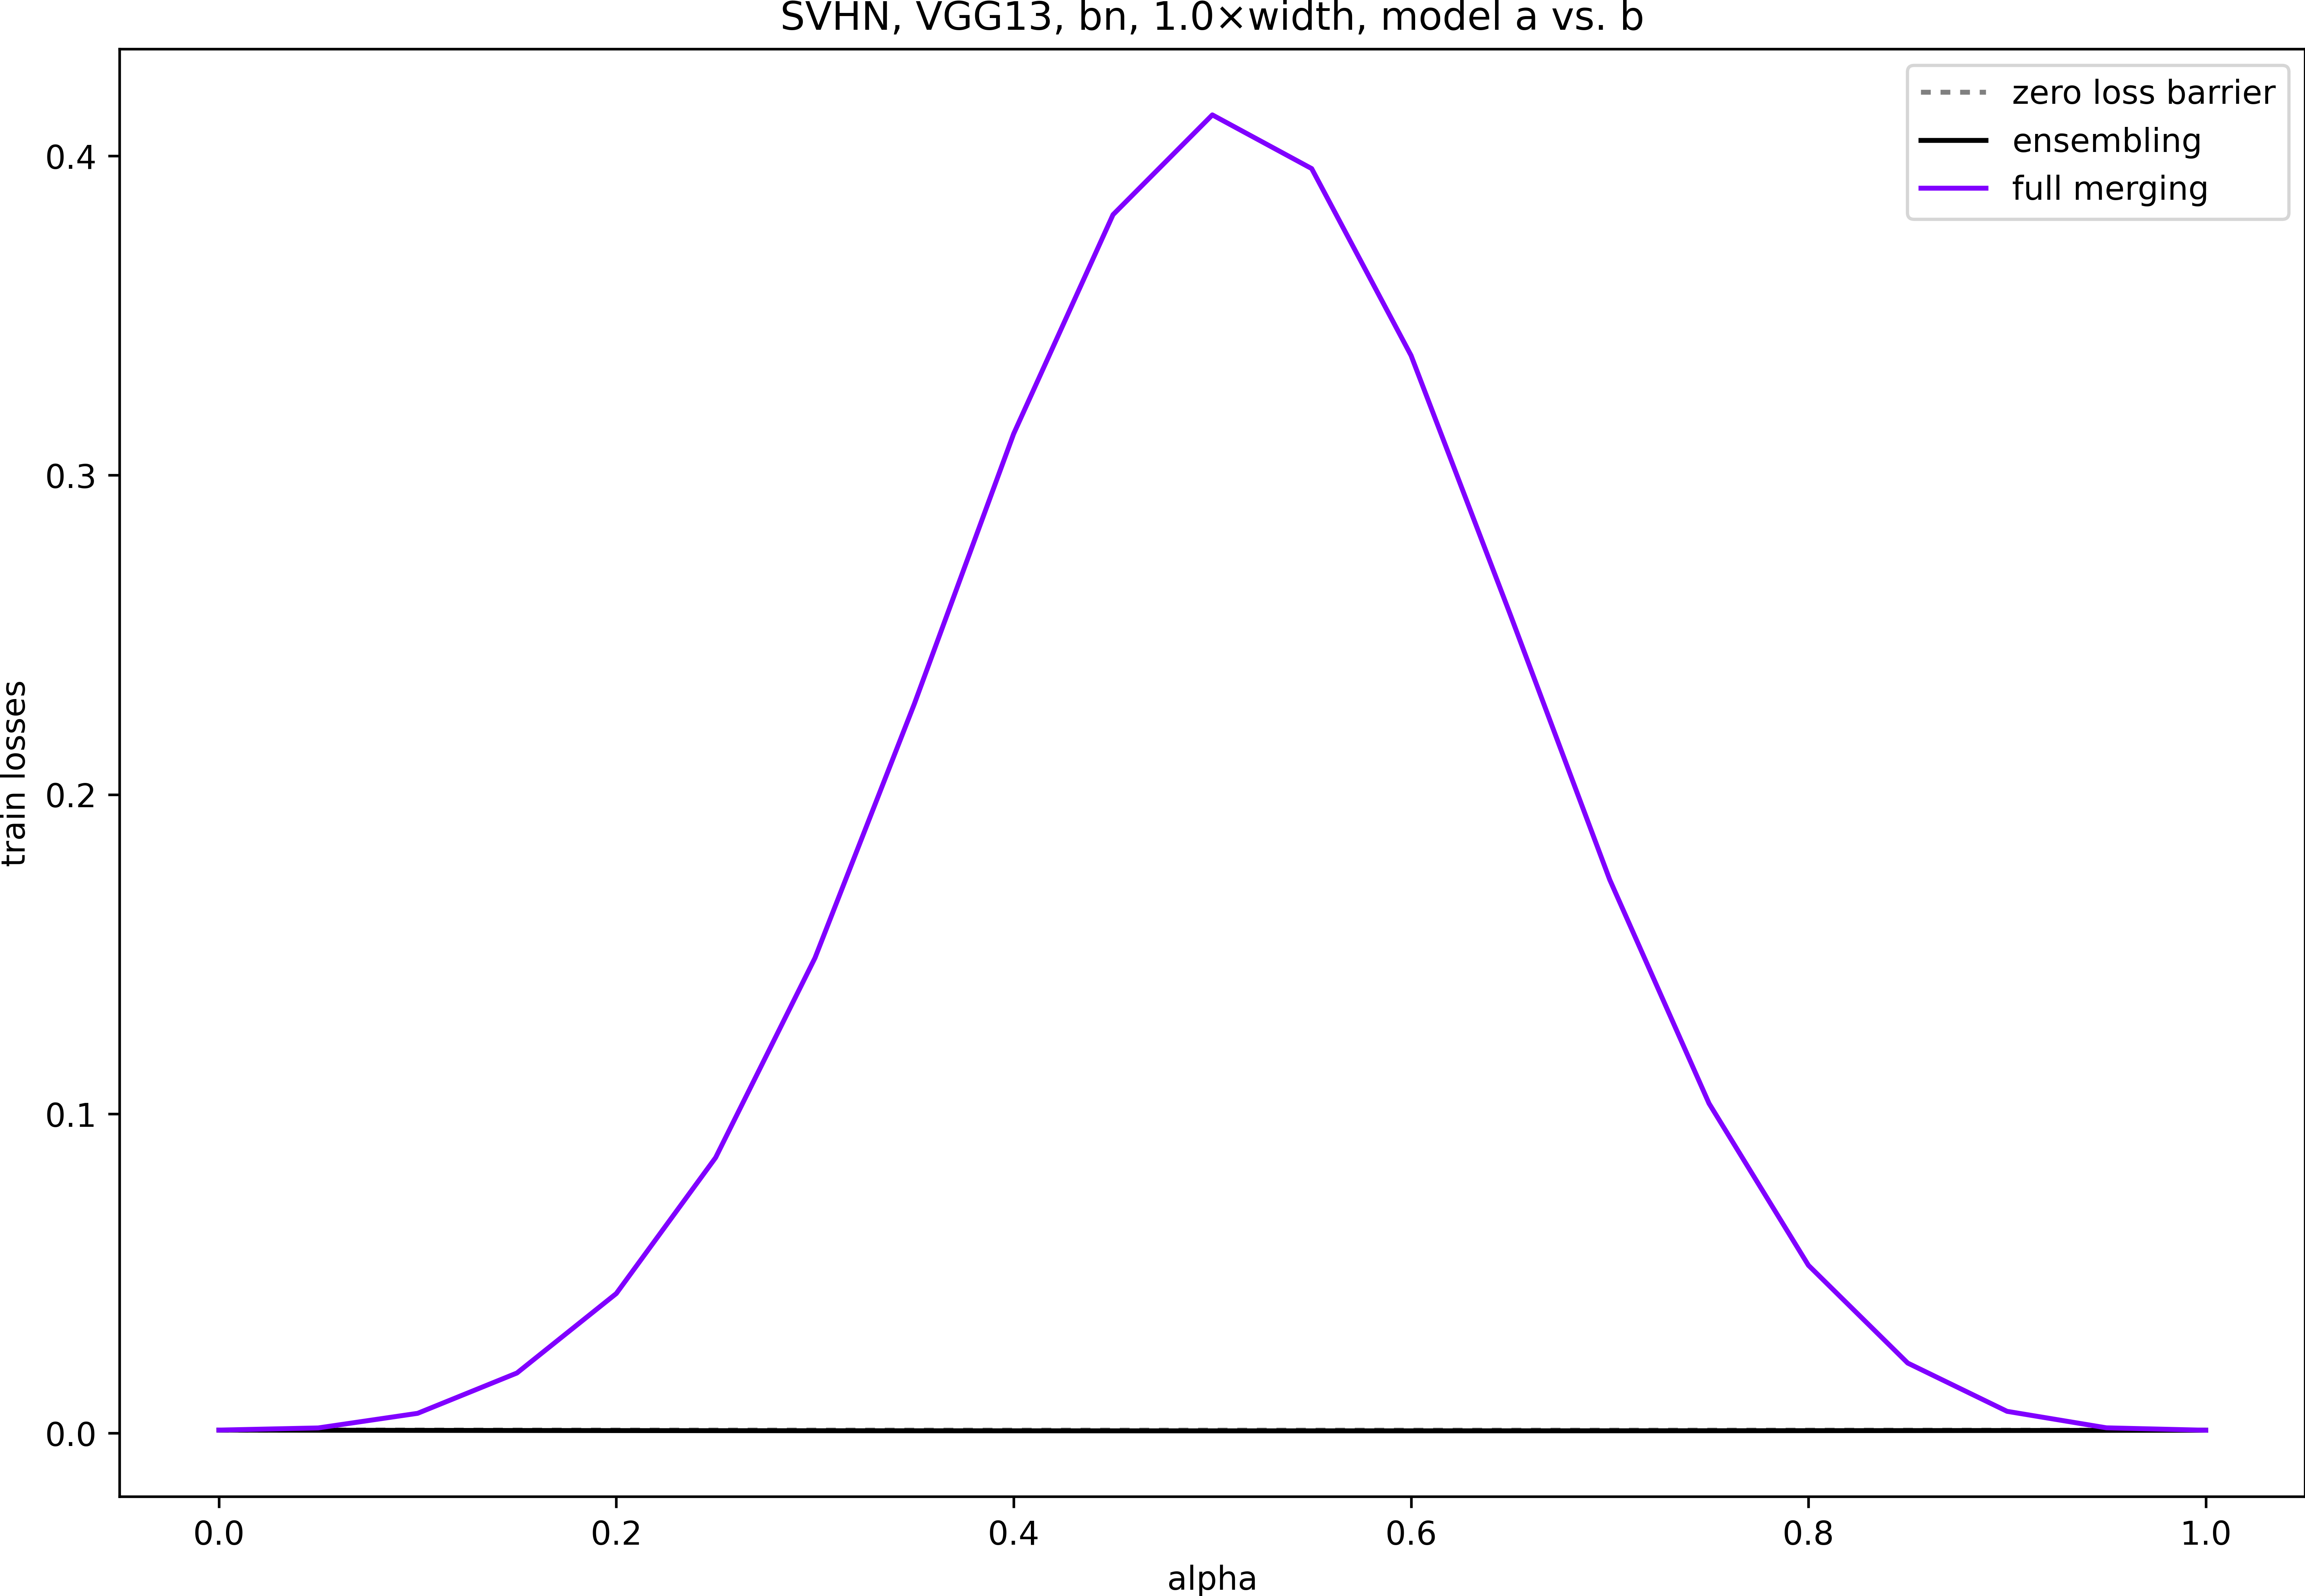 SVHN, VGG13, bn, 1.0×width, model a vs. b
zero loss barrier
ensembling
full merging
train losses
0.4
0.3
0.2
0.1
0.0
0.0 0.2 0.4 0.6 0.8 1.0
alpha